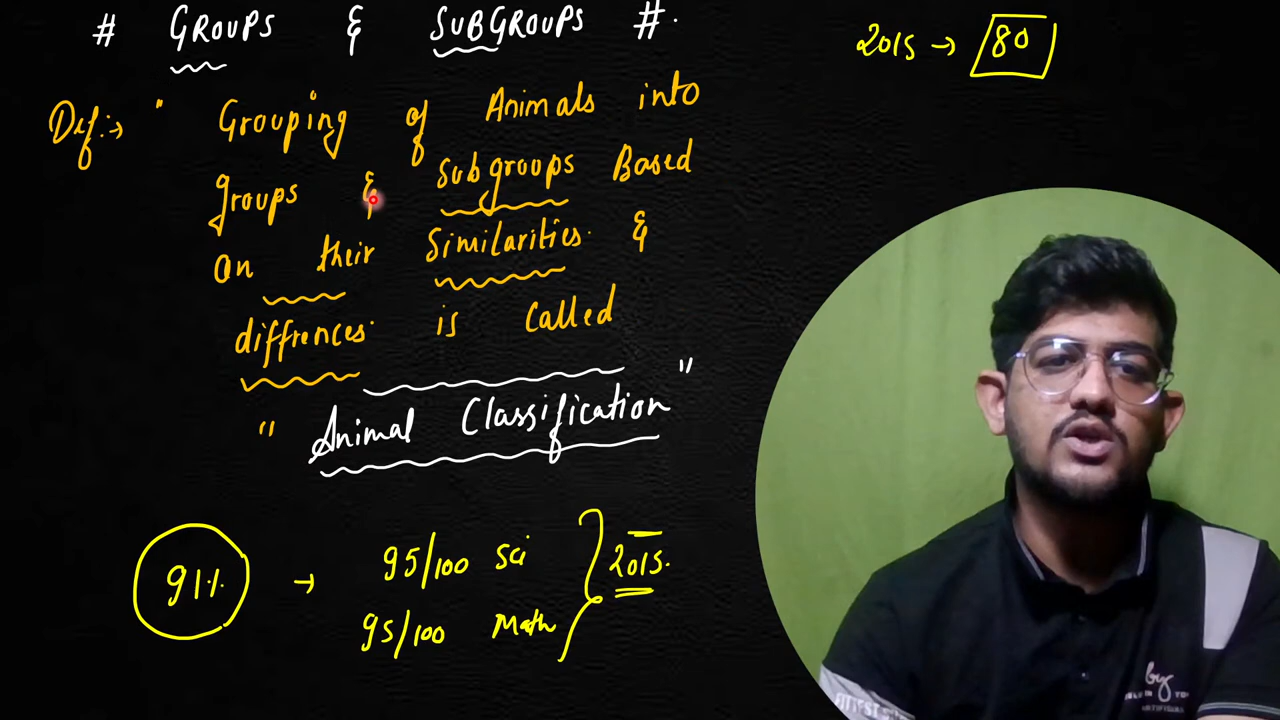 # GROUPS & SUBGROUPS #.
2015 → 80
Def:→ " Grouping of Animals into
groups & Subgroups Based
on their Similarities &
diffrences is Called
" Animal Classification "
91% → 95/100 Sci
95/100 Math
2015.
by